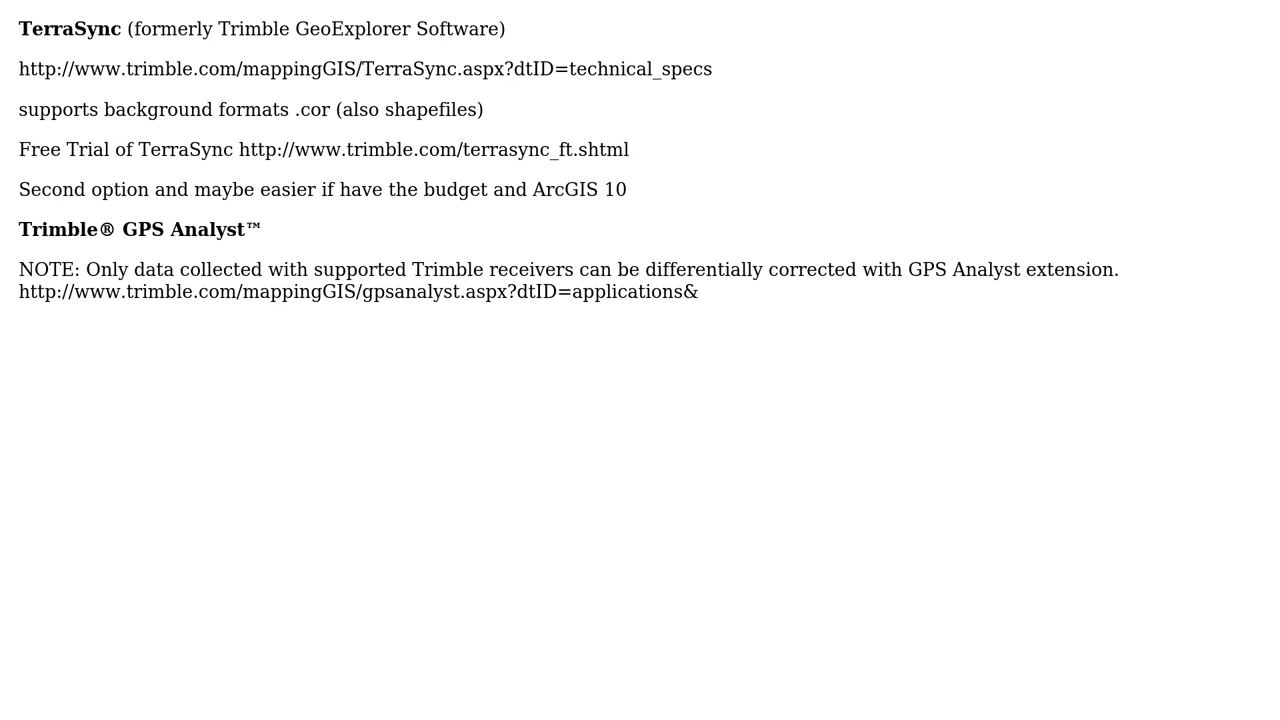 TerraSync (formerly Trimble GeoExplorer Software)
http://www.trimble.com/mappingGIS/TerraSync.aspx?dtID=technical_specs
supports background formats .cor (also shapefiles)
Free Trial of TerraSync http://www.trimble.com/terrasync_ft.shtml
Second option and maybe easier if have the budget and ArcGIS 10
Trimble® GPS Analyst™
NOTE: Only data collected with supported Trimble receivers can be differentially corrected with GPS Analyst extension.
http://www.trimble.com/mappingGIS/gpsanalyst.aspx?dtID=applications&